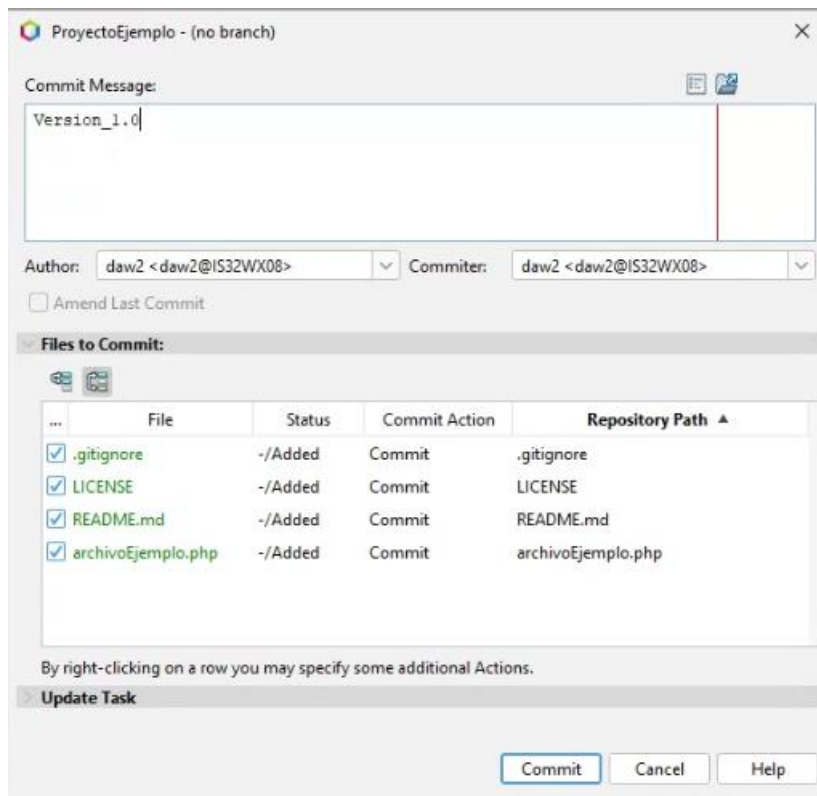 ProyectoEjemplo - (no branch)
Commit Message:
Version_1.0
Author: daw2 <daw2@IS32WX08> Commiter: daw2 <daw2@IS32WX08>
Amend Last Commit
Files to Commit:
... File Status Commit Action Repository Path
.gitignore -/Added Commit .gitignore
LICENSE -/Added Commit LICENSE
README.md -/Added Commit README.md
archivoEjemplo.php -/Added Commit archivoEjemplo.php
By right-clicking on a row you may specify some additional Actions.
Update Task
Commit Cancel Help